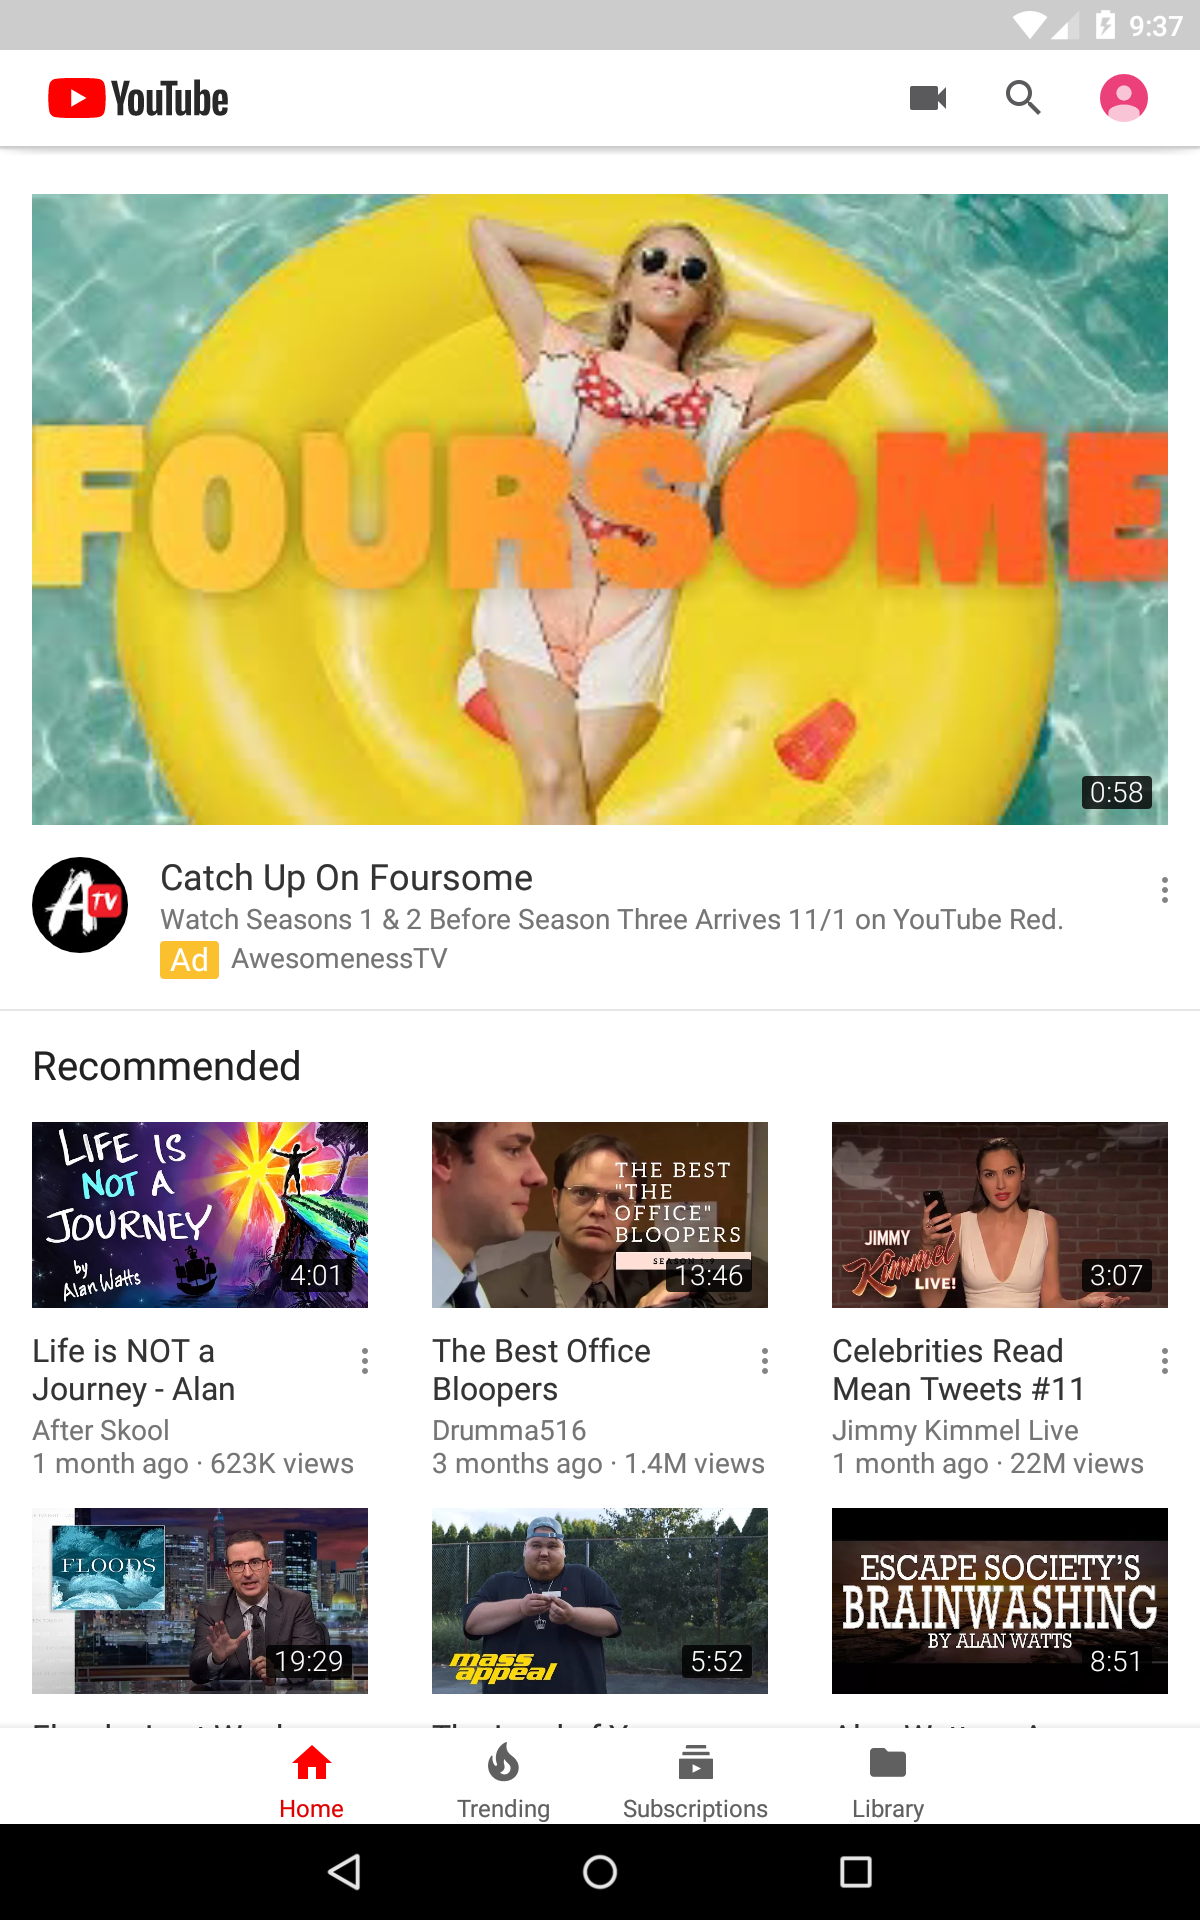 9:37
YouTube
FOURSOME
0:58
ATV
Catch Up On Foursome
Watch Seasons 1 & 2 Before Season Three Arrives 11/1 on YouTube Red.
Ad AwesomenessTV
Recommended
LIFE IS
NOT A
JOURNEY
by
Alan Watts
4:01
THE BEST
"THE
OFFICE"
BLOOPERS
13:46
JIMMY
Kimmel
LIVE!
3:07
Life is NOT a
Journey - Alan
After Skool
1 month ago · 623K views
The Best Office
Bloopers
Drumma516
3 months ago · 1.4M views
Celebrities Read
Mean Tweets #11
Jimmy Kimmel Live
1 month ago · 22M views
FLOODS
19:29
mass
appeal
5:52
ESCAPE SOCIETY'S
BRAINWASHING
BY ALAN WATTS
8:51
Home
Trending
Subscriptions
Library